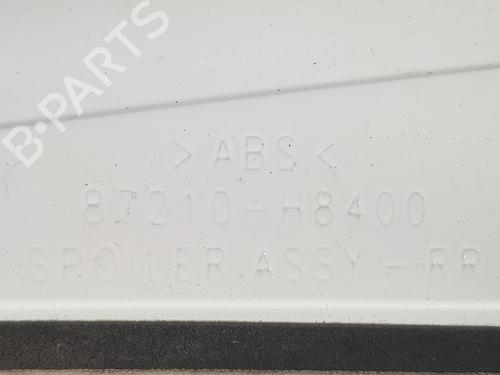 B-PARTS
>ABS<
87210-H8400
SPOILER ASSY-RR